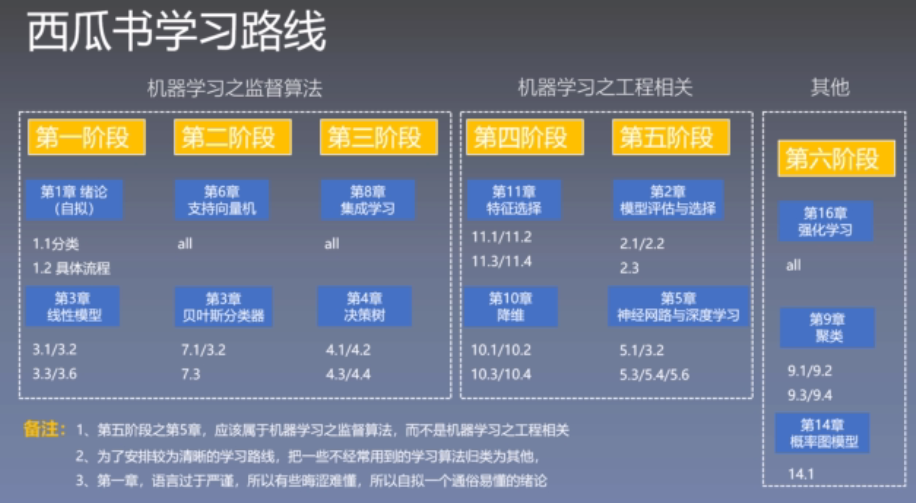 西瓜书学习路线
机器学习之监督算法
机器学习之工程相关
其他
第一阶段
第二阶段
第三阶段
第四阶段
第五阶段
第六阶段
第1章 绪论
（自拟）
1.1分类
1.2 具体流程
第3章
线性模型
3.1/3.2
3.3/3.6
第6章
支持向量机
all
第3章
贝叶斯分类器
7.1/3.2
7.3
第8章
集成学习
all
第4章
决策树
4.1/4.2
4.3/4.4
第11章
特征选择
11.1/11.2
11.3/11.4
第10章
降维
10.1/10.2
10.3/10.4
第2章
模型评估与选择
2.1/2.2
2.3
第5章
神经网路与深度学习
5.1/3.2
5.3/5.4/5.6
第16章
强化学习
all
第9章
聚类
9.1/9.2
9.3/9.4
第14章
概率图模型
14.1
备注：1、第五阶段之第5章，应该属于机器学习之监督算法，而不是机器学习之工程相关
2、为了安排较为清晰的学习路线，把一些不经常用到的学习算法归类为其他，
3、第一章，语言过于严谨，所以有些晦涩难懂，所以自拟一个通俗易懂的绪论